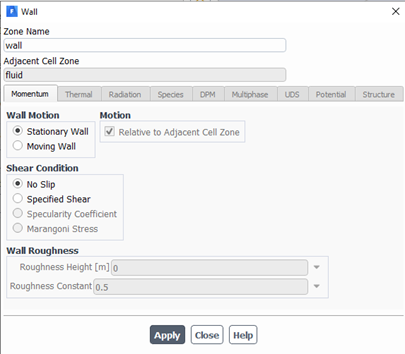 Wall
Zone Name
wall
Adjacent Cell Zone
fluid
Momentum Thermal Radiation Species DPM Multiphase UDS Potential Structure
Wall Motion Motion
Stationary Wall Relative to Adjacent Cell Zone
Moving Wall
Shear Condition
No Slip
Specified Shear
Specularity Coefficient
Marangoni Stress
Wall Roughness
Roughness Height [m] 0
Roughness Constant 0.5
Apply Close Help